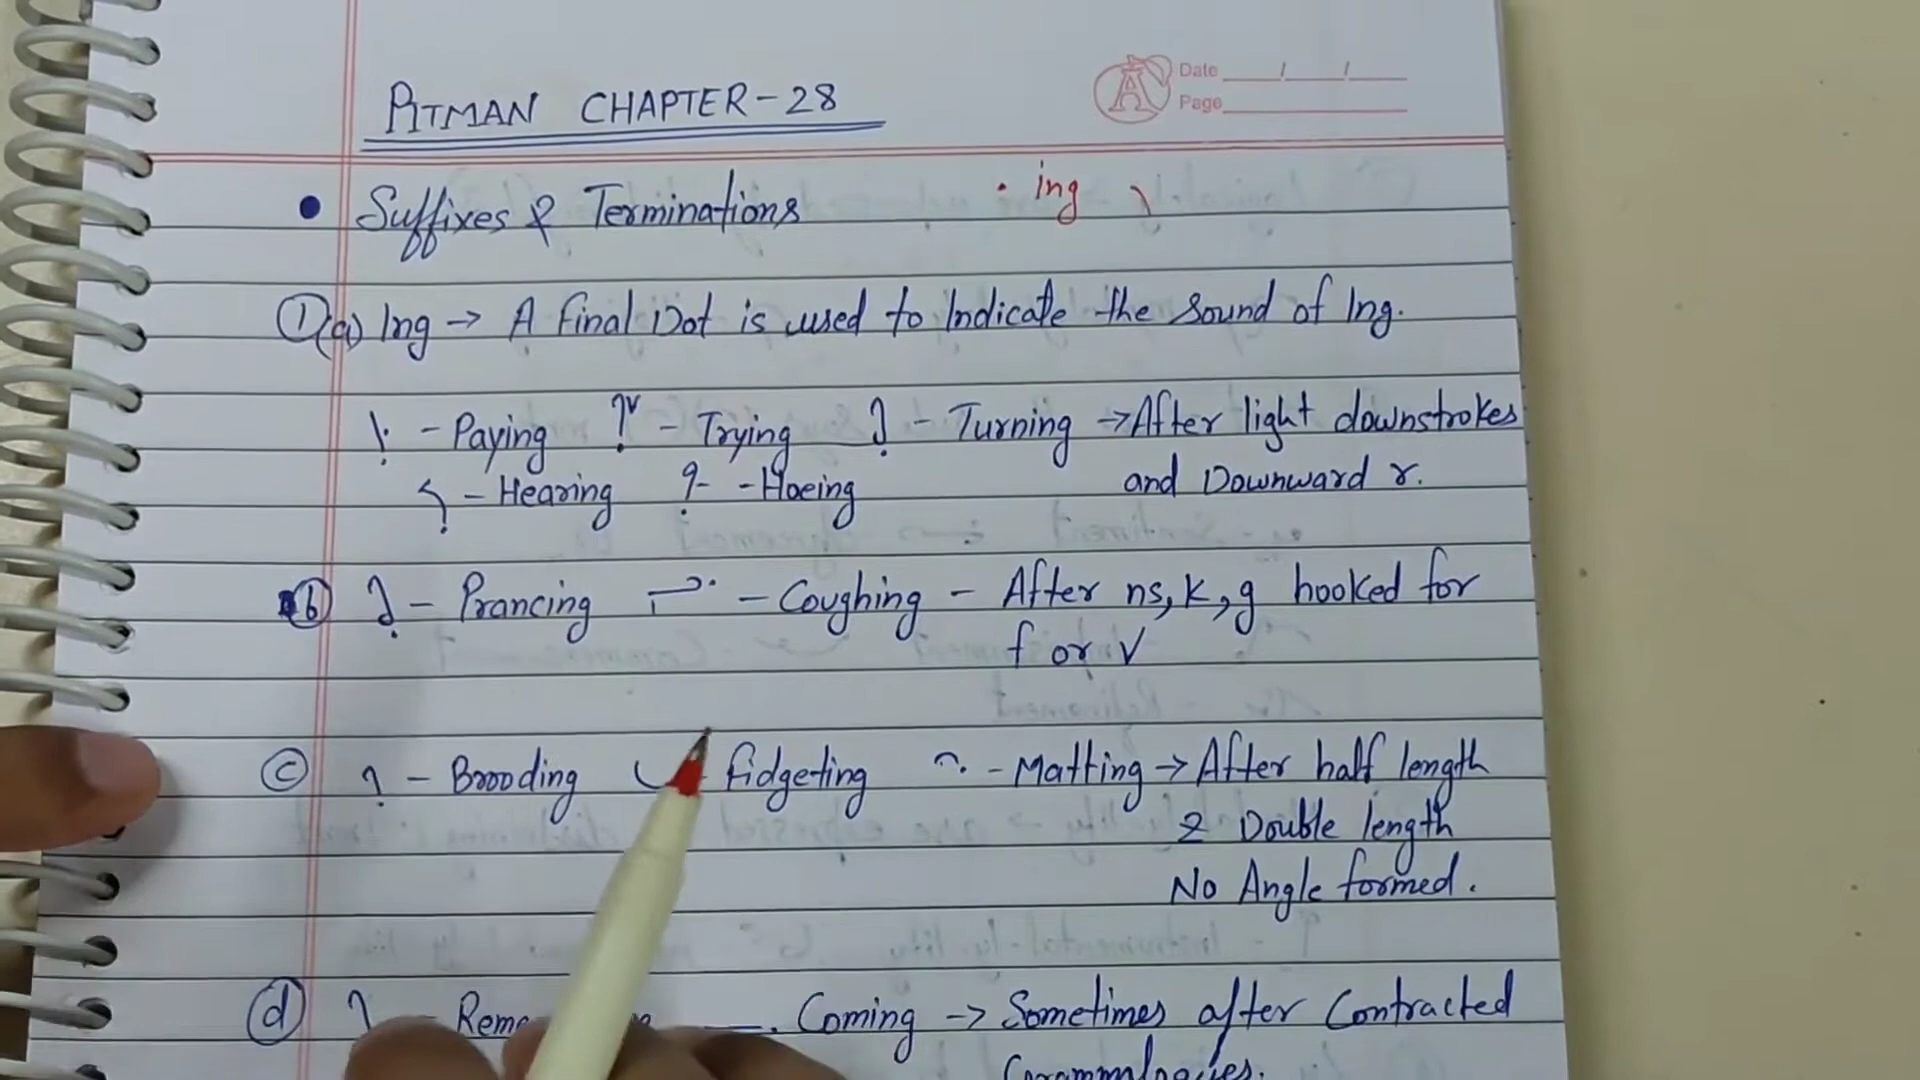 PITMAN CHAPTER-28
Date / /
Page
• Suffixes & Terminations . ing
①(a) Ing → A final Dot is used to Indicate the sound of Ing.
- Paying - Trying - Turning → After light downstrokes
- Hearing - Hoeing and Downward r.
(b) - Prancing - Coughing - After ns, k, g hooked for
f or V
(c) - Brooding - fidgeting - Matting → After half length
& Double length
No Angle formed.
(d) - Coming → Sometimes after Contracted